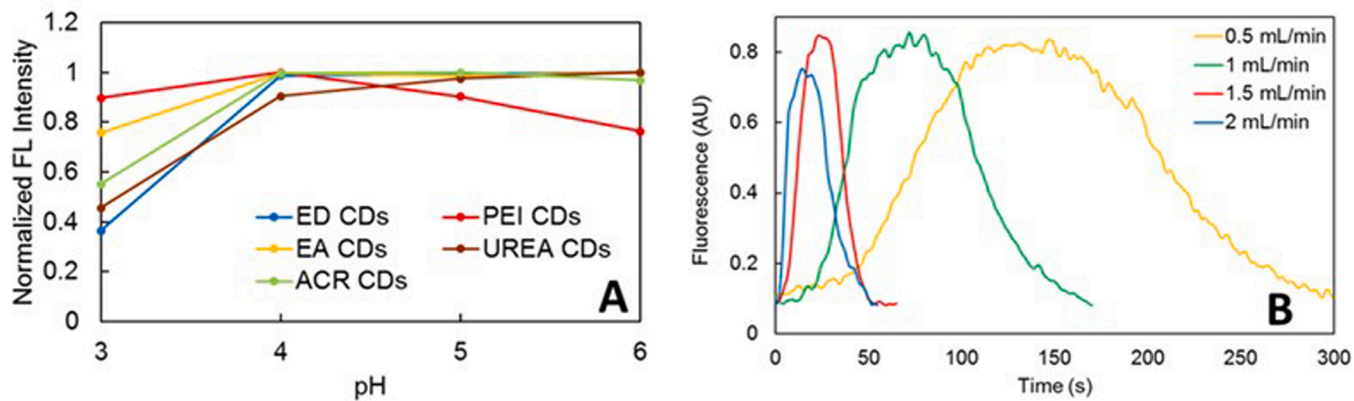 1.2
1
0.8
0.6
0.4
0.2
0
3 4 5 6
Normalized FL Intensity
pH
ED CDs PEI CDs
EA CDs UREA CDs
ACR CDs
A
0.8
0.6
0.4
0.2
0
0 50 100 150 200 250 300
Fluorescence (AU)
Time (s)
0.5 mL/min
1 mL/min
1.5 mL/min
2 mL/min
B